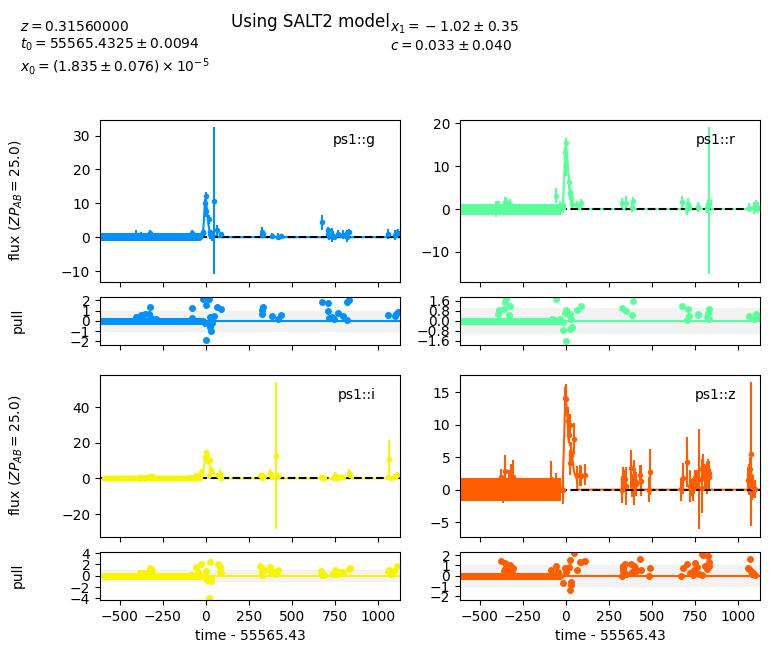 Using SALT2 model
z = 0.31560000
t0 = 55565.4325 ± 0.0094
x0 = (1.835 ± 0.076) × 10^−5
x1 = −1.02 ± 0.35
c = 0.033 ± 0.040
flux (ZP_AB = 25.0)
30
20
10
0
−10
ps1::g
20
10
0
−10
ps1::r
pull
2
1
0
−1
−2
1.6
0.8
0.0
−0.8
−1.6
flux (ZP_AB = 25.0)
40
20
0
−20
ps1::i
15
10
5
0
−5
ps1::z
pull
4
2
0
−2
−4
2
1
0
−1
−2
−500 −250 0 250 500 750 1000
−500 −250 0 250 500 750 1000
time - 55565.43
time - 55565.43